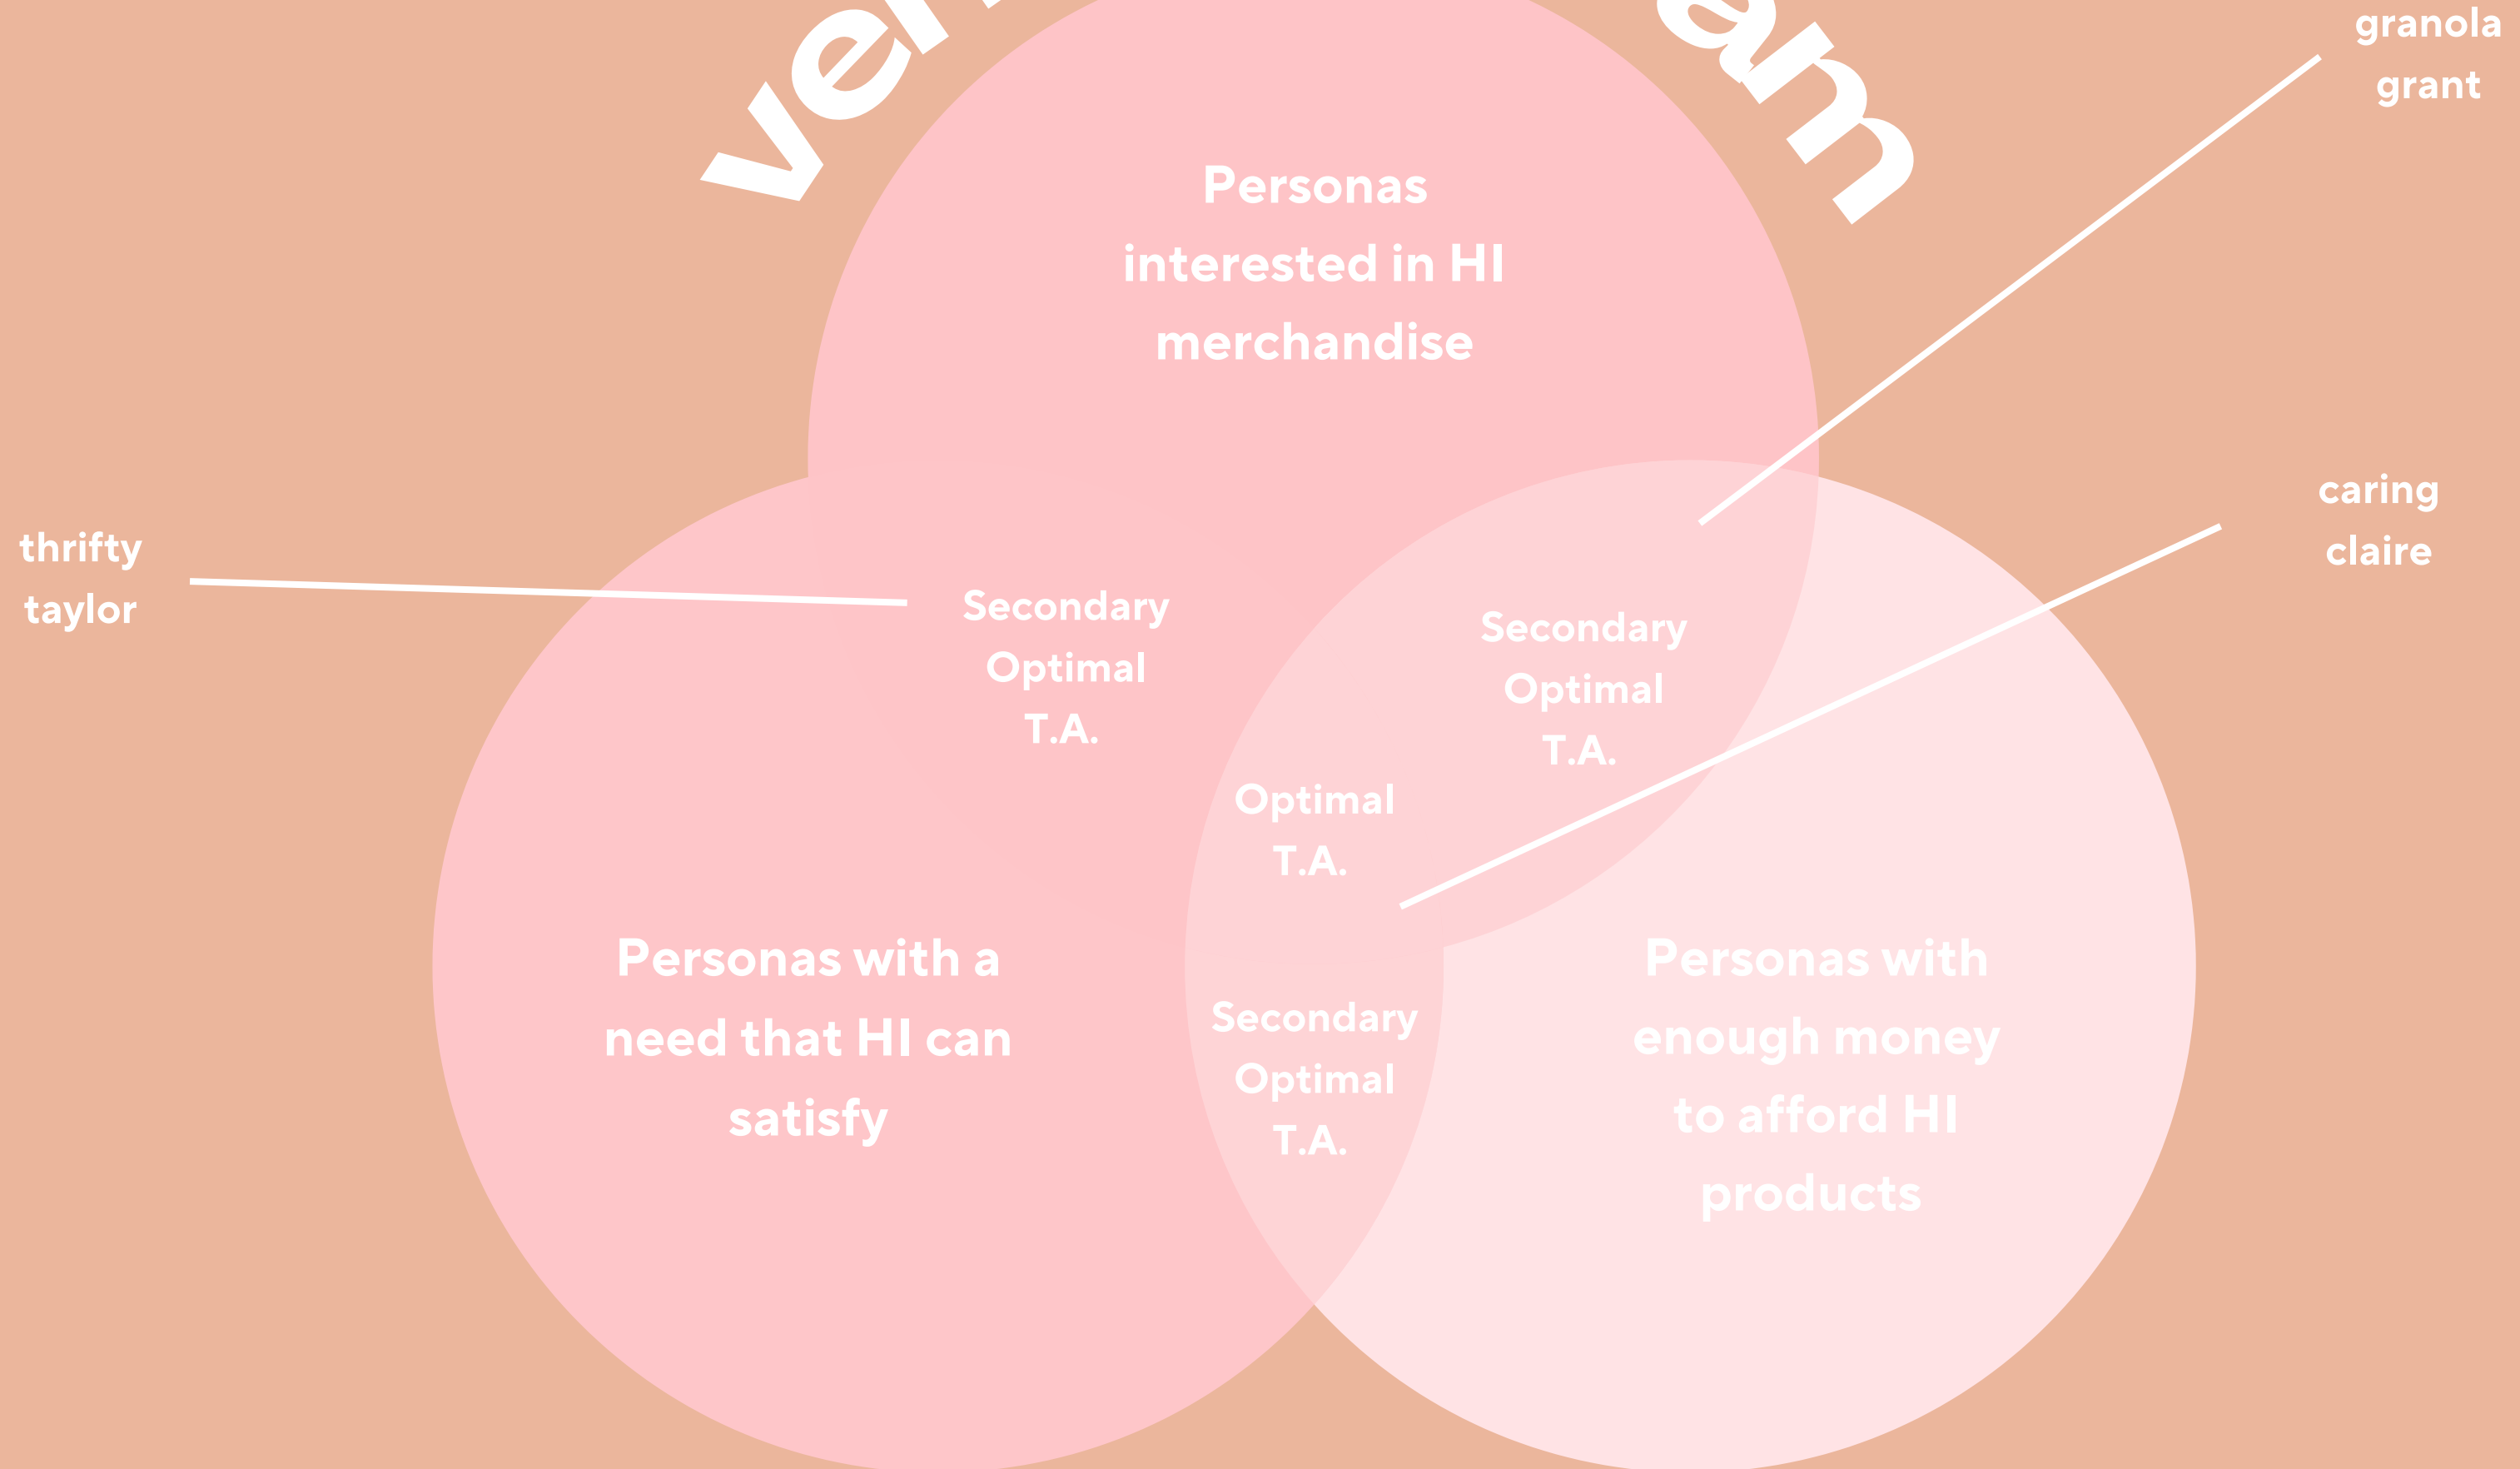 granola
grant
Personas
interested in HI
merchandise
caring
claire
thrifty
taylor
Secondary
Optimal
T.A.
Secondary
Optimal
T.A.
Optimal
T.A.
Personas with a
need that HI can
satisfy
Personas with
enough money
to afford HI
products
Secondary
Optimal
T.A.